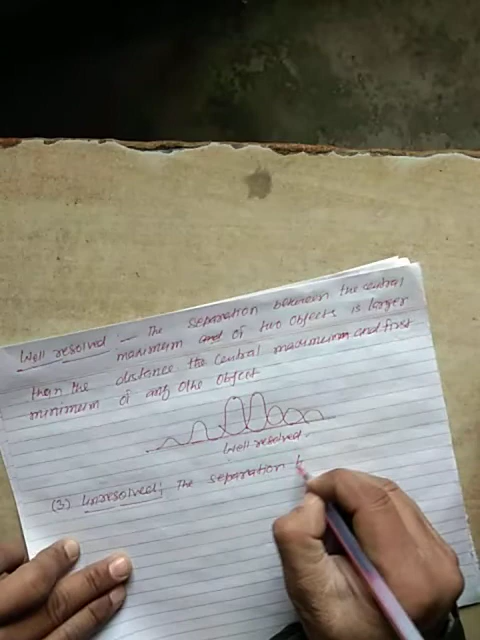 Well resolved :- The separation between the central
maximum and of two objects is larger
than the distance the central maximum and first
minimum of any othe object
Well resolved.
(3) Unresolved; The separation b